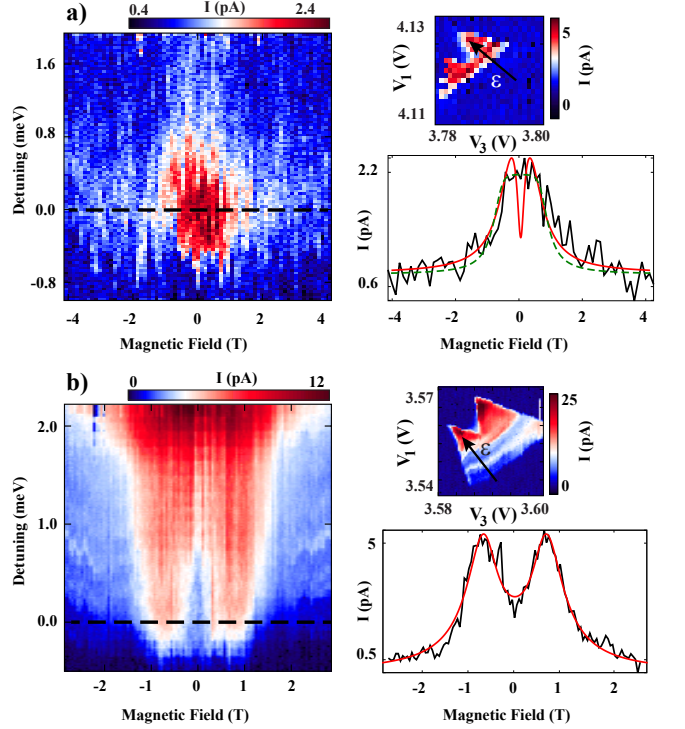 a)
I (pA)
0.4
2.4
Detuning (meV)
1.6
0.8
0.0
-0.8
-4
-2
0
2
4
Magnetic Field (T)
4.13
V1 (V)
4.11
ε
3.78
3.80
V3 (V)
5
0
I (pA)
2.2
I (pA)
0.6
-4
-2
0
2
4
Magnetic Field (T)
b)
I (pA)
0
12
Detuning (meV)
2.0
1.0
0.0
-2
-1
0
1
2
Magnetic Field (T)
3.57
V1 (V)
3.54
ε
3.58
3.60
V3 (V)
25
0
I (pA)
5
I (pA)
0.5
-2
-1
0
1
2
Magnetic Field (T)